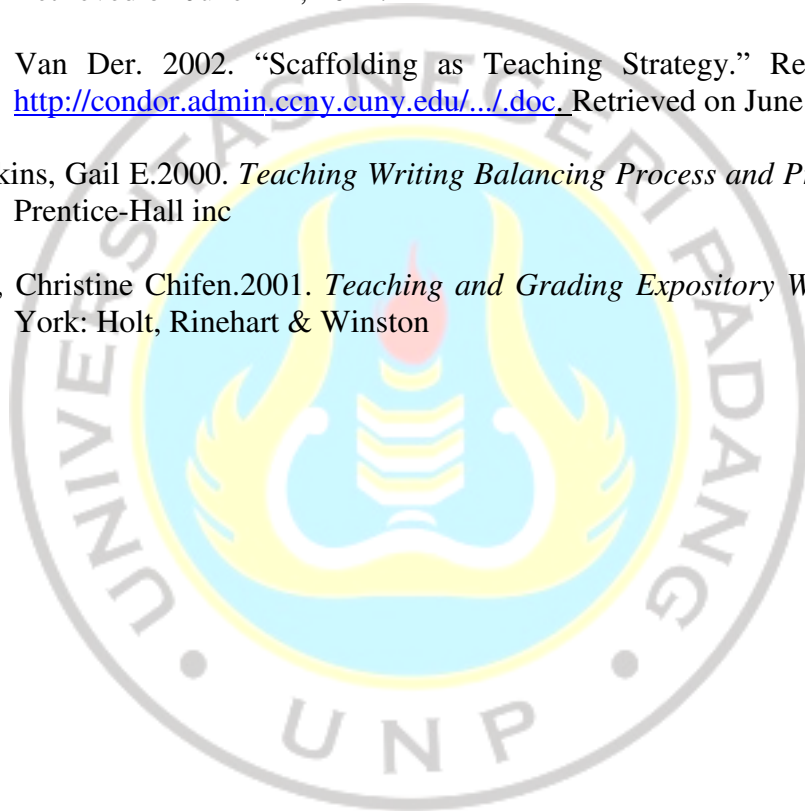 Van Der. 2002. “Scaffolding as Teaching Strategy.” Re
http://condor.admin.ccny.cuny.edu/.../.doc. Retrieved on June
kins, Gail E.2000. Teaching Writing Balancing Process and P
Prentice-Hall inc
, Christine Chifen.2001. Teaching and Grading Expository W
York: Holt, Rinehart & Winston
UNIVERSITAS NEGERI PADANG
• UNP •